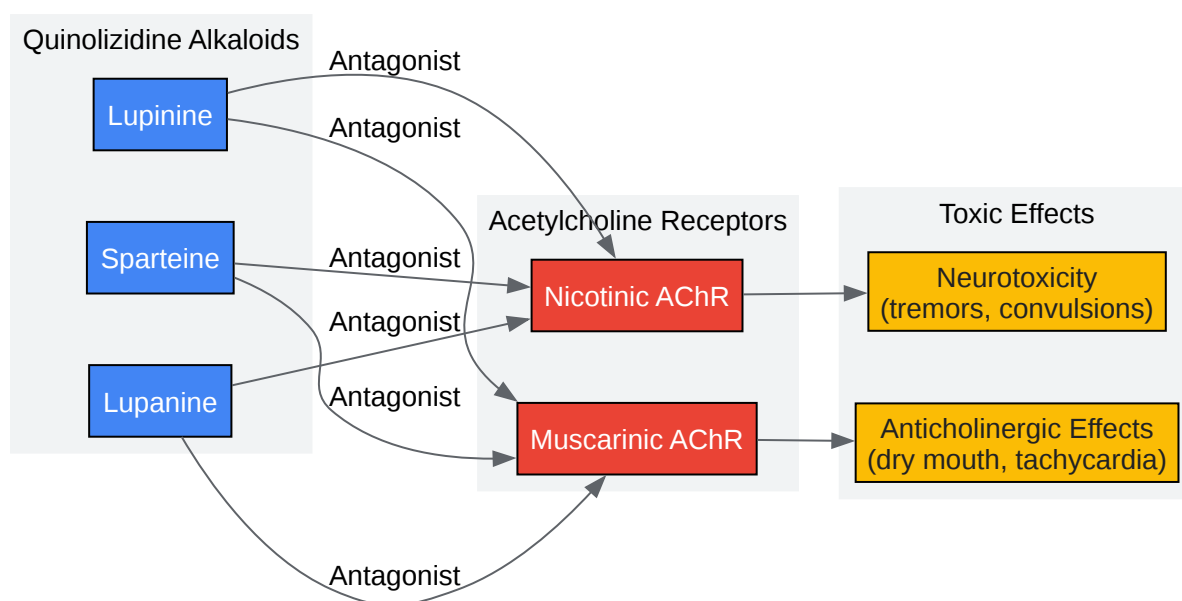 Quinolizidine Alkaloids
Lupinine
Sparteine
Lupanine
Antagonist
Antagonist
Antagonist
Antagonist
Antagonist
Antagonist
Acetylcholine Receptors
Nicotinic AChR
Muscarinic AChR
Toxic Effects
Neurotoxicity
(tremors, convulsions)
Anticholinergic Effects
(dry mouth, tachycardia)